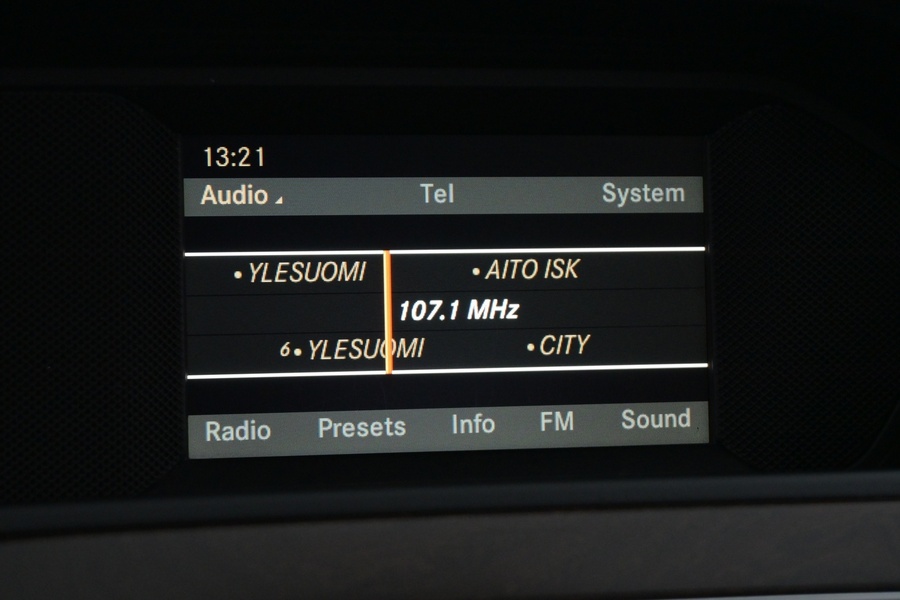 13:21
Audio Tel System
• YLESUOMI • AITO ISK
107.1 MHz
6 • YLESUOMI • CITY
Radio Presets Info FM Sound